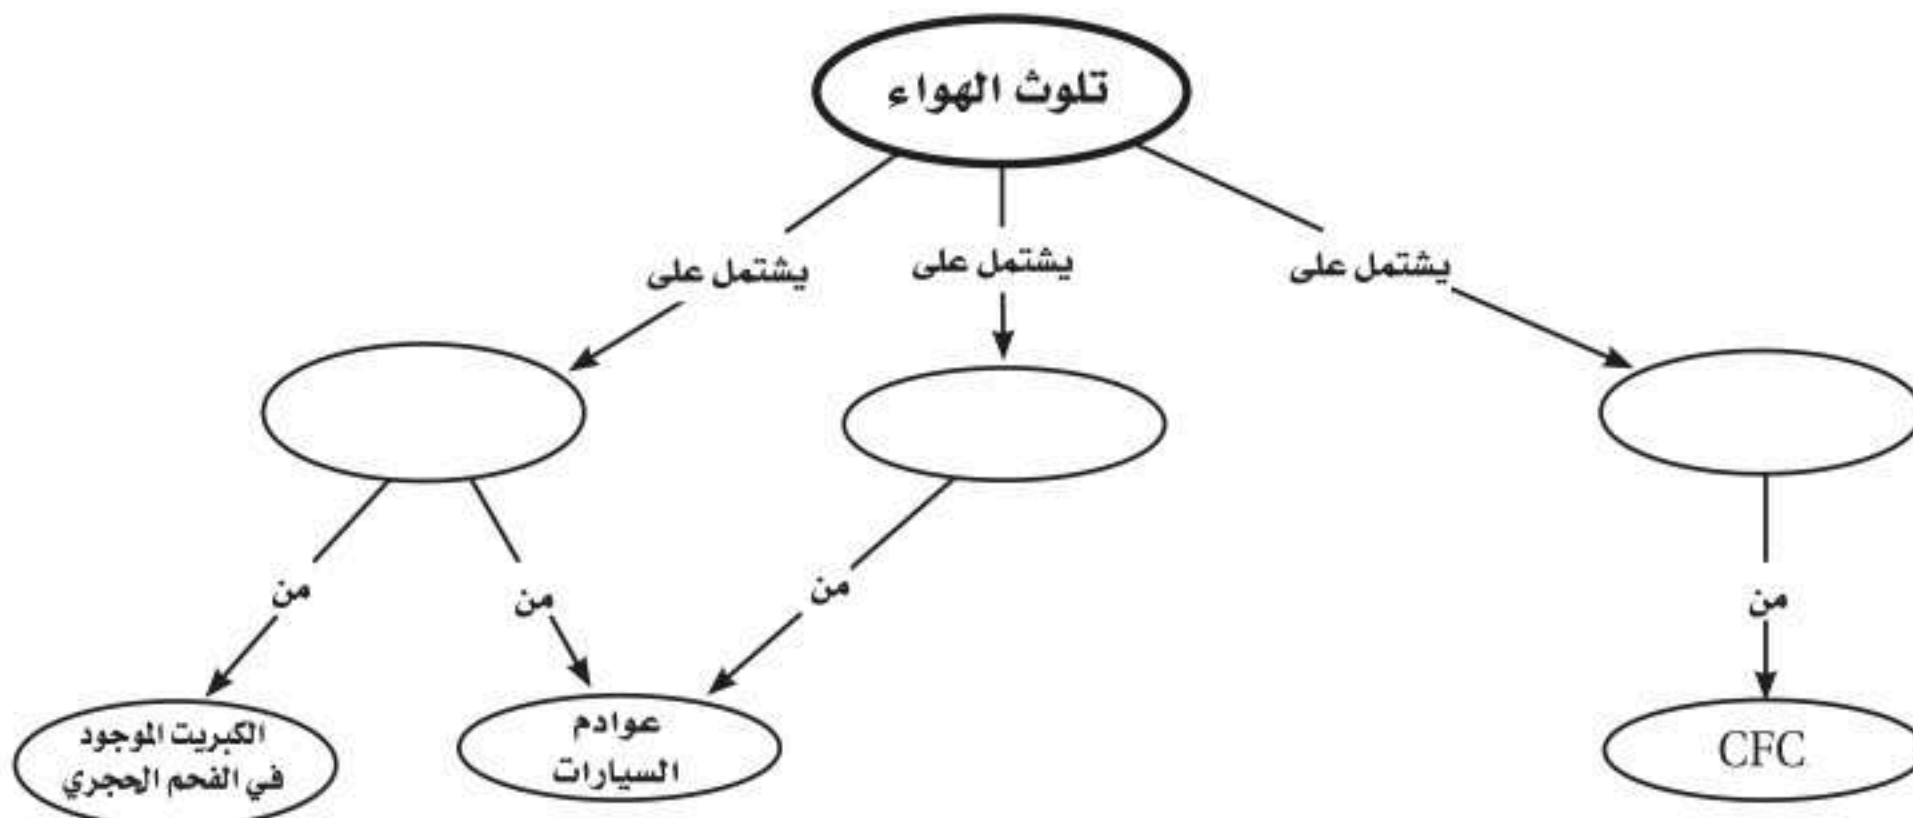 تلوث الهواء
يشتمل على
يشتمل على
يشتمل على
من
من
من
من
CFC
عوادم
السيارات
الكبريت الموجود
في الفحم الحجري